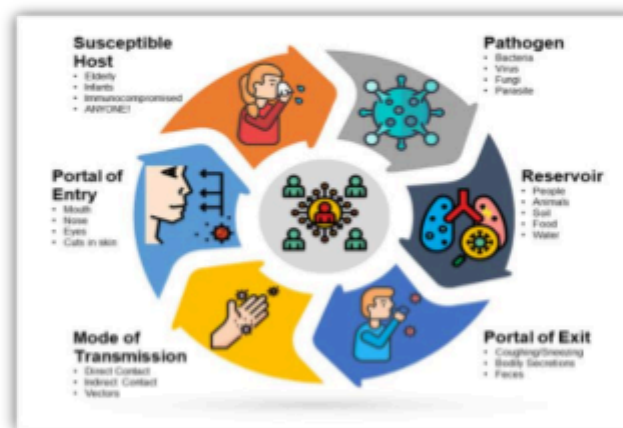 Susceptible
Host
• Elderly
• Infants
• Immunocompromised
• ANYONE!
Pathogen
• Bacteria
• Virus
• Fungi
• Parasite
Reservoir
• People
• Animals
• Soil
• Food
• Water
Portal of Exit
• Coughing/Sneezing
• Bodily Secretions
• Feces
Mode of
Transmission
• Direct Contact
• Indirect Contact
• Vectors
Portal of
Entry
• Mouth
• Nose
• Eyes
• Cuts in skin